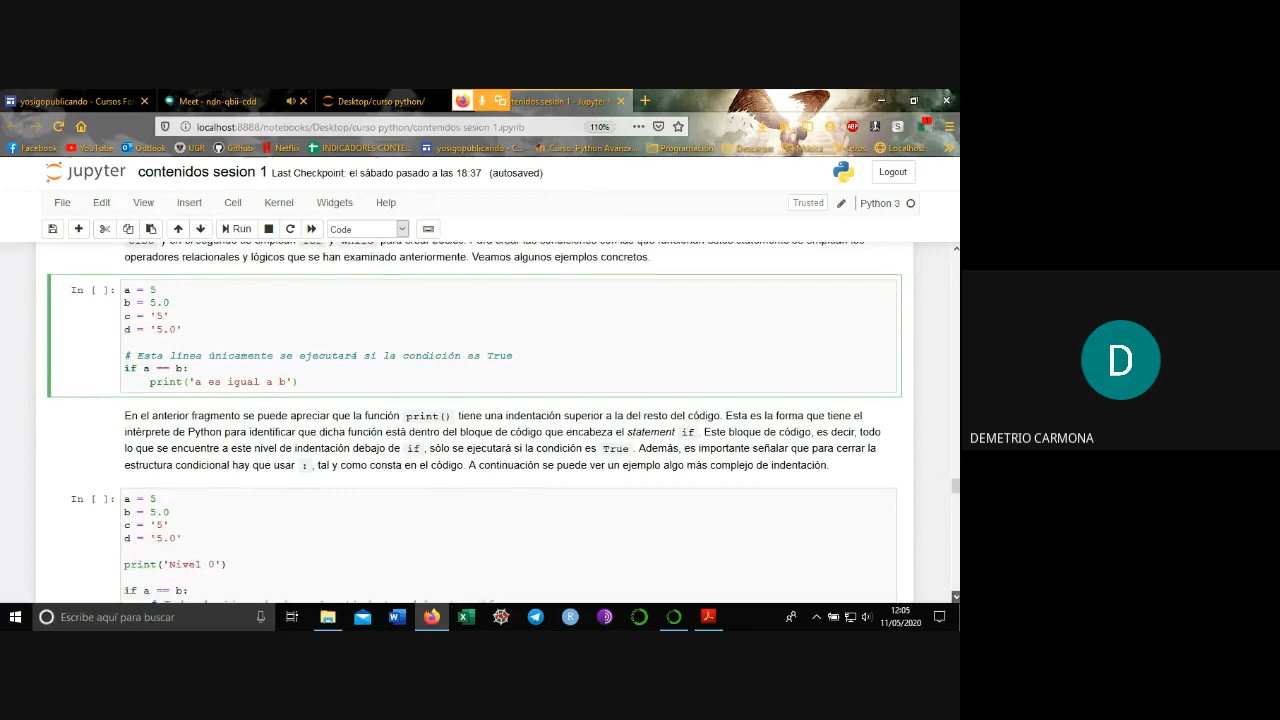 yosigopublicando - Cursos For
Meet - ndn-qbii-cdd
Desktop/curso python/
contenidos sesion 1 - Jupyter
localhost:8888/notebooks/Desktop/curso python/contenidos sesion 1.ipynb
110%
Facebook
YouTube
Outlook
UGR
Github
Netflix
INDICADORES CONTE...
yosigopublicando - C...
Curso: Python Avanza...
Programación
Descargas
Música
Otros
Localhost
jupyter contenidos sesion 1 Last Checkpoint: el sábado pasado a las 18:37 (autosaved)
Logout
File Edit View Insert Cell Kernel Widgets Help
Trusted
Python 3
Run
Code
operadores relacionales y lógicos que se han examinado anteriormente. Veamos algunos ejemplos concretos.
In [ ]: a = 5
b = 5.0
c = '5'
d = '5.0'
# Esta línea únicamente se ejecutará si la condición es True
if a == b:
print('a es igual a b')
En el anterior fragmento se puede apreciar que la función print() tiene una indentación superior a la del resto del código. Esta es la forma que tiene el
intérprete de Python para identificar que dicha función está dentro del bloque de código que encabeza el statement if. Este bloque de código, es decir, todo
lo que se encuentre a este nivel de indentación debajo de if, sólo se ejecutará si la condición es True. Además, es importante señalar que para cerrar la
estructura condicional hay que usar :, tal y como consta en el código. A continuación se puede ver un ejemplo algo más complejo de indentación.
In [ ]: a = 5
b = 5.0
c = '5'
d = '5.0'
print('Nivel 0')
if a == b:
D
DEMETRIO CARMONA
Escribe aquí para buscar
12:05
11/05/2020